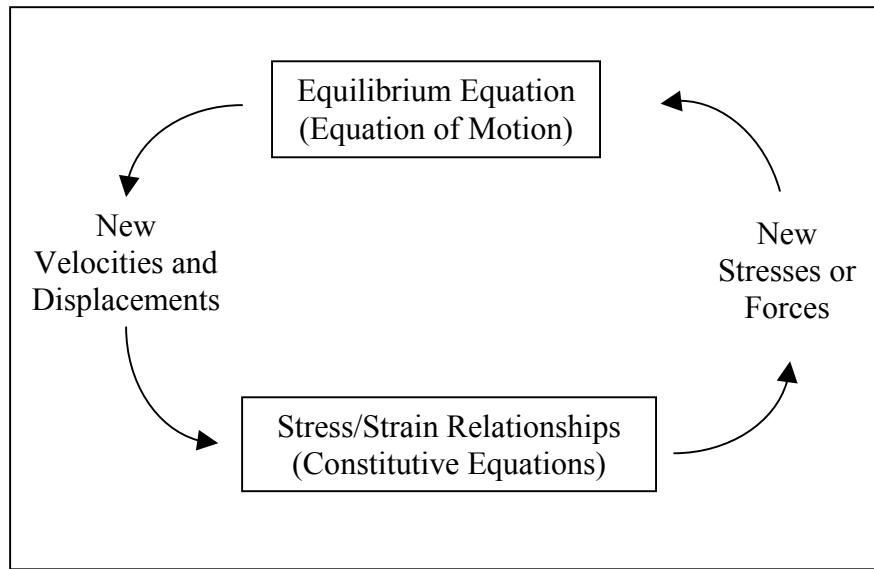 Equilibrium Equation
(Equation of Motion)
New
Velocities and
Displacements
New
Stresses or
Forces
Stress/Strain Relationships
(Constitutive Equations)